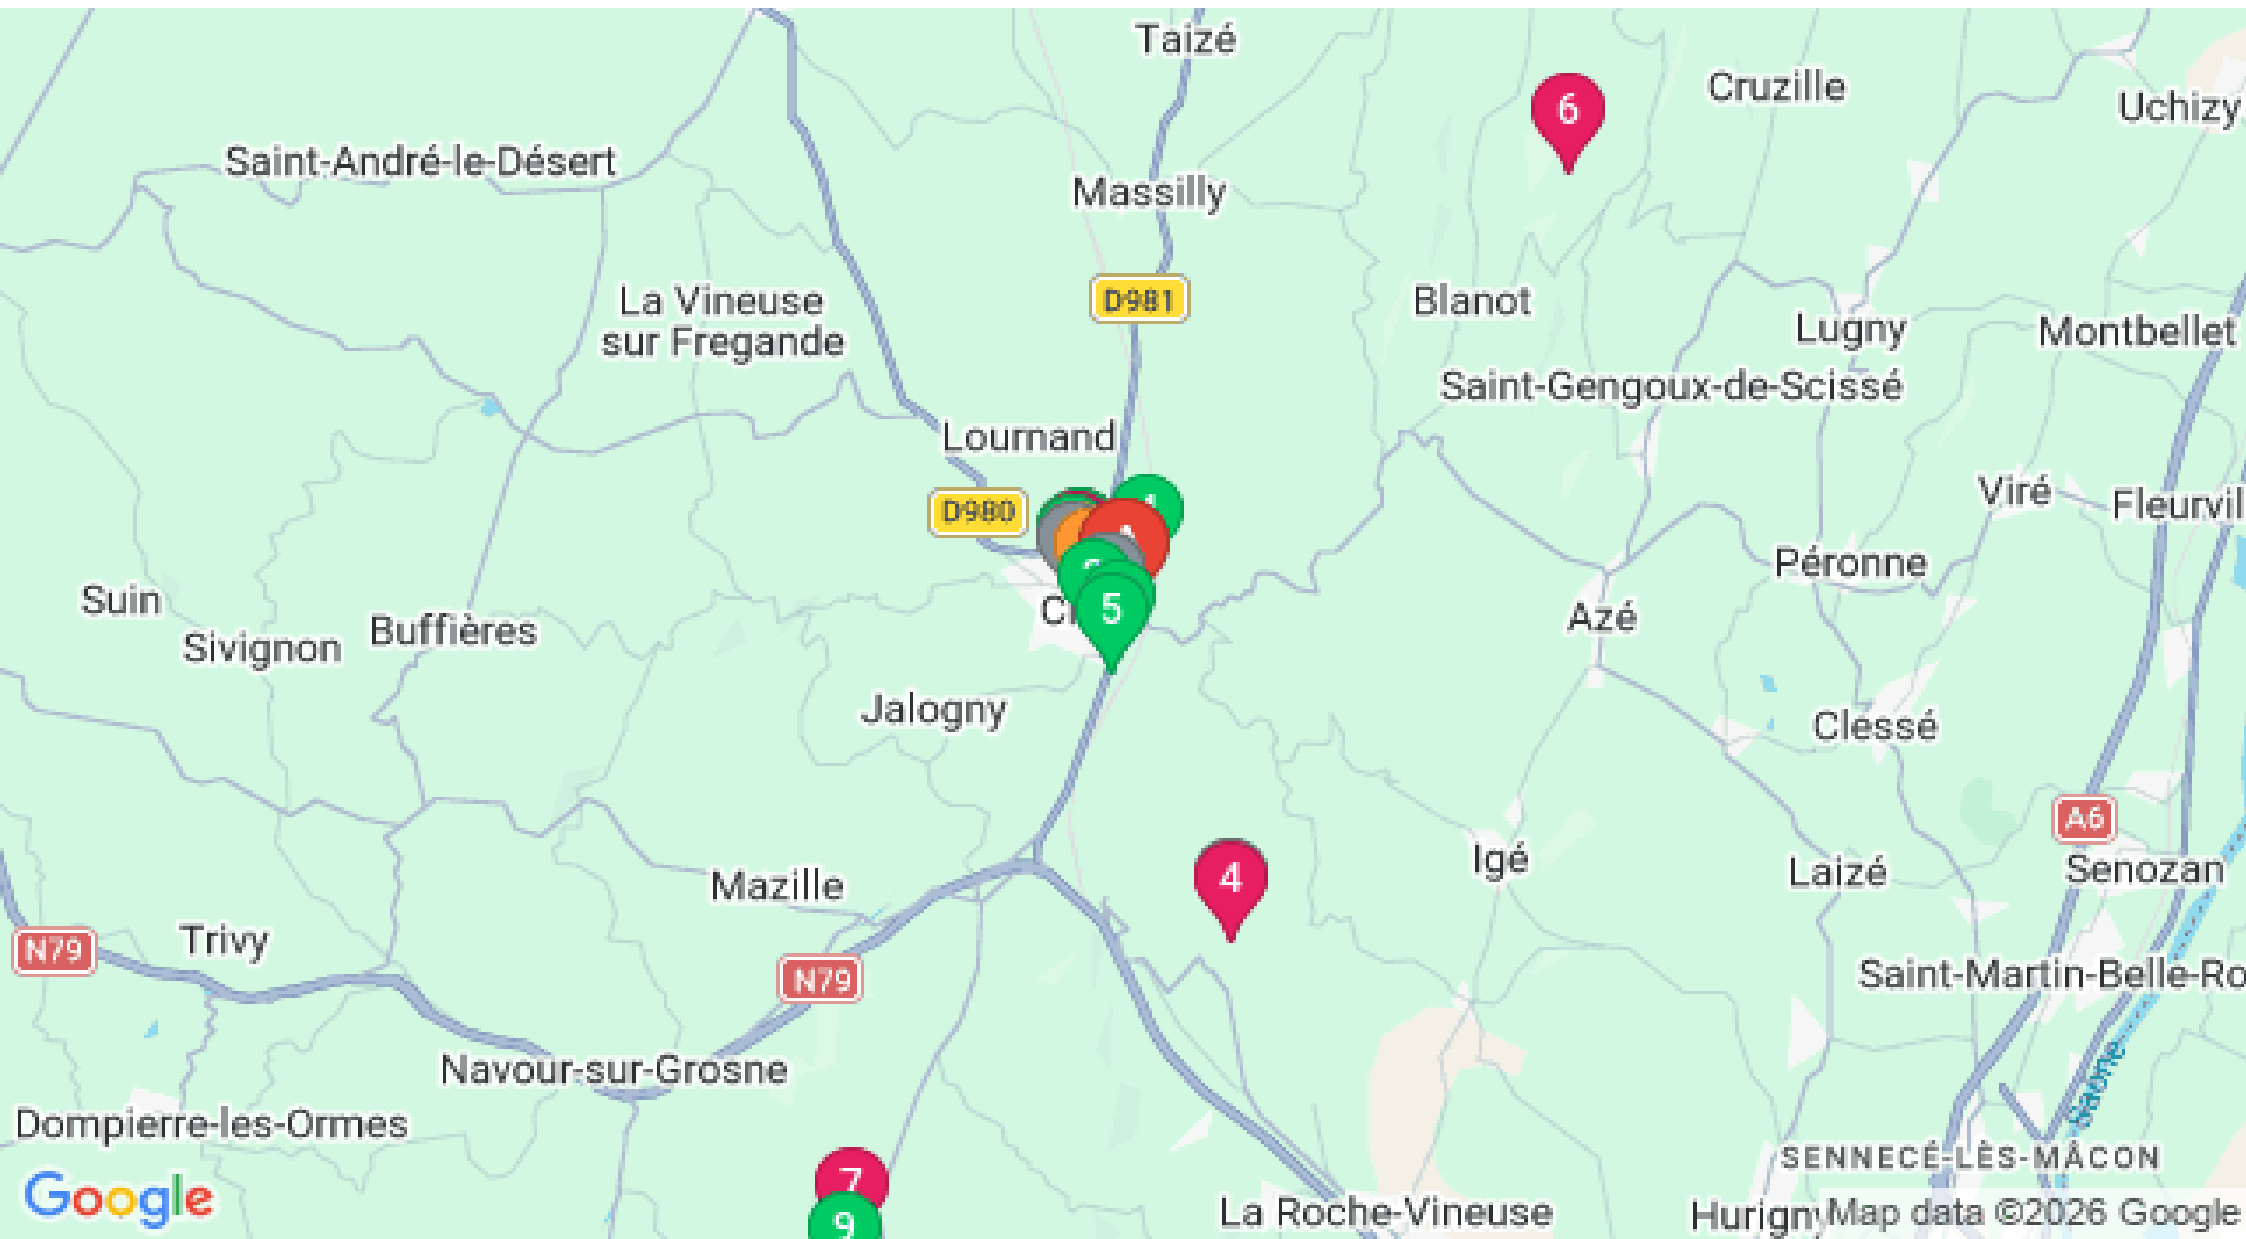 Taizé
Cruzille
6
Uchizy
Saint-André-le-Désert
Massilly
La Vineuse
sur Fregande
D981
Blanot
Lugny
Montbellet
Saint-Gengoux-de-Scissé
Lournand
D980
Viré
Péronne
Suin
Buffières
Sivignon
5
Azé
Jalogny
Clessé
A6
4
Igé
Mazille
Laizé
Senozan
Trivy
N79
N79
Saint-Martin-Belle-Ro
Navour-sur-Grosne
Saône
Dompierre-les-Ormes
SENNECÉ-LÈS-MÂCON
7
9
Google
La Roche-Vineuse
Hurigny
Map data ©2026 Google